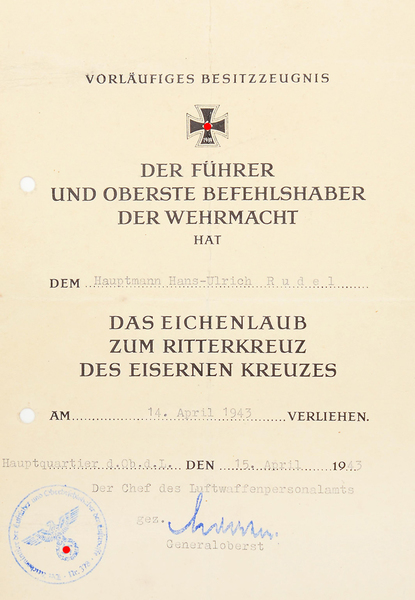 VORLÄUFIGES BESITZZEUGNIS
DER FÜHRER
UND OBERSTE BEFEHLSHABER
DER WEHRMACHT
HAT
DEM Hauptmann Hans-Ulrich R u d e l
DAS EICHENLAUB
ZUM RITTERKREUZ
DES EISERNEN KREUZES
AM 14. April 1943 VERLIEHEN.
Hauptquartier d.Ob.d.L. DEN 15. April 1943
Der Chef des Luftwaffenpersonalamts
gez.
Generaloberst